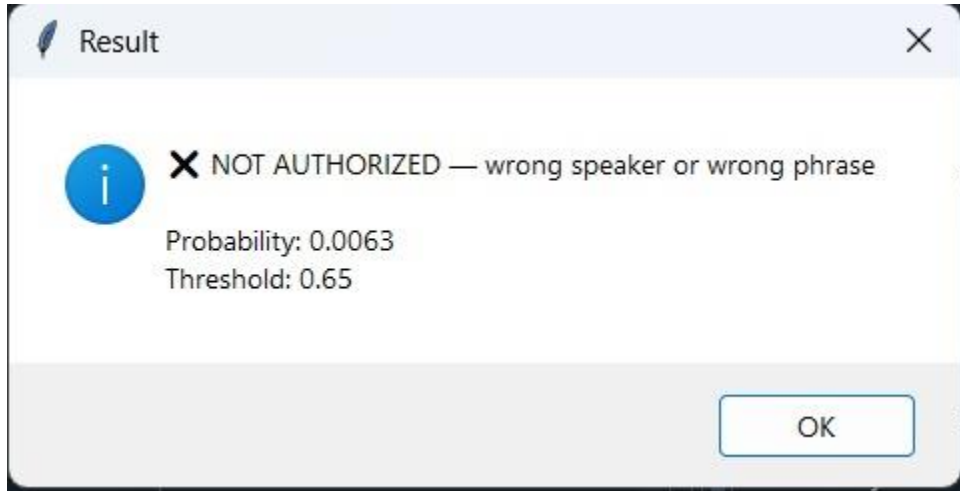 Result
❌ NOT AUTHORIZED — wrong speaker or wrong phrase
Probability: 0.0063
Threshold: 0.65
OK